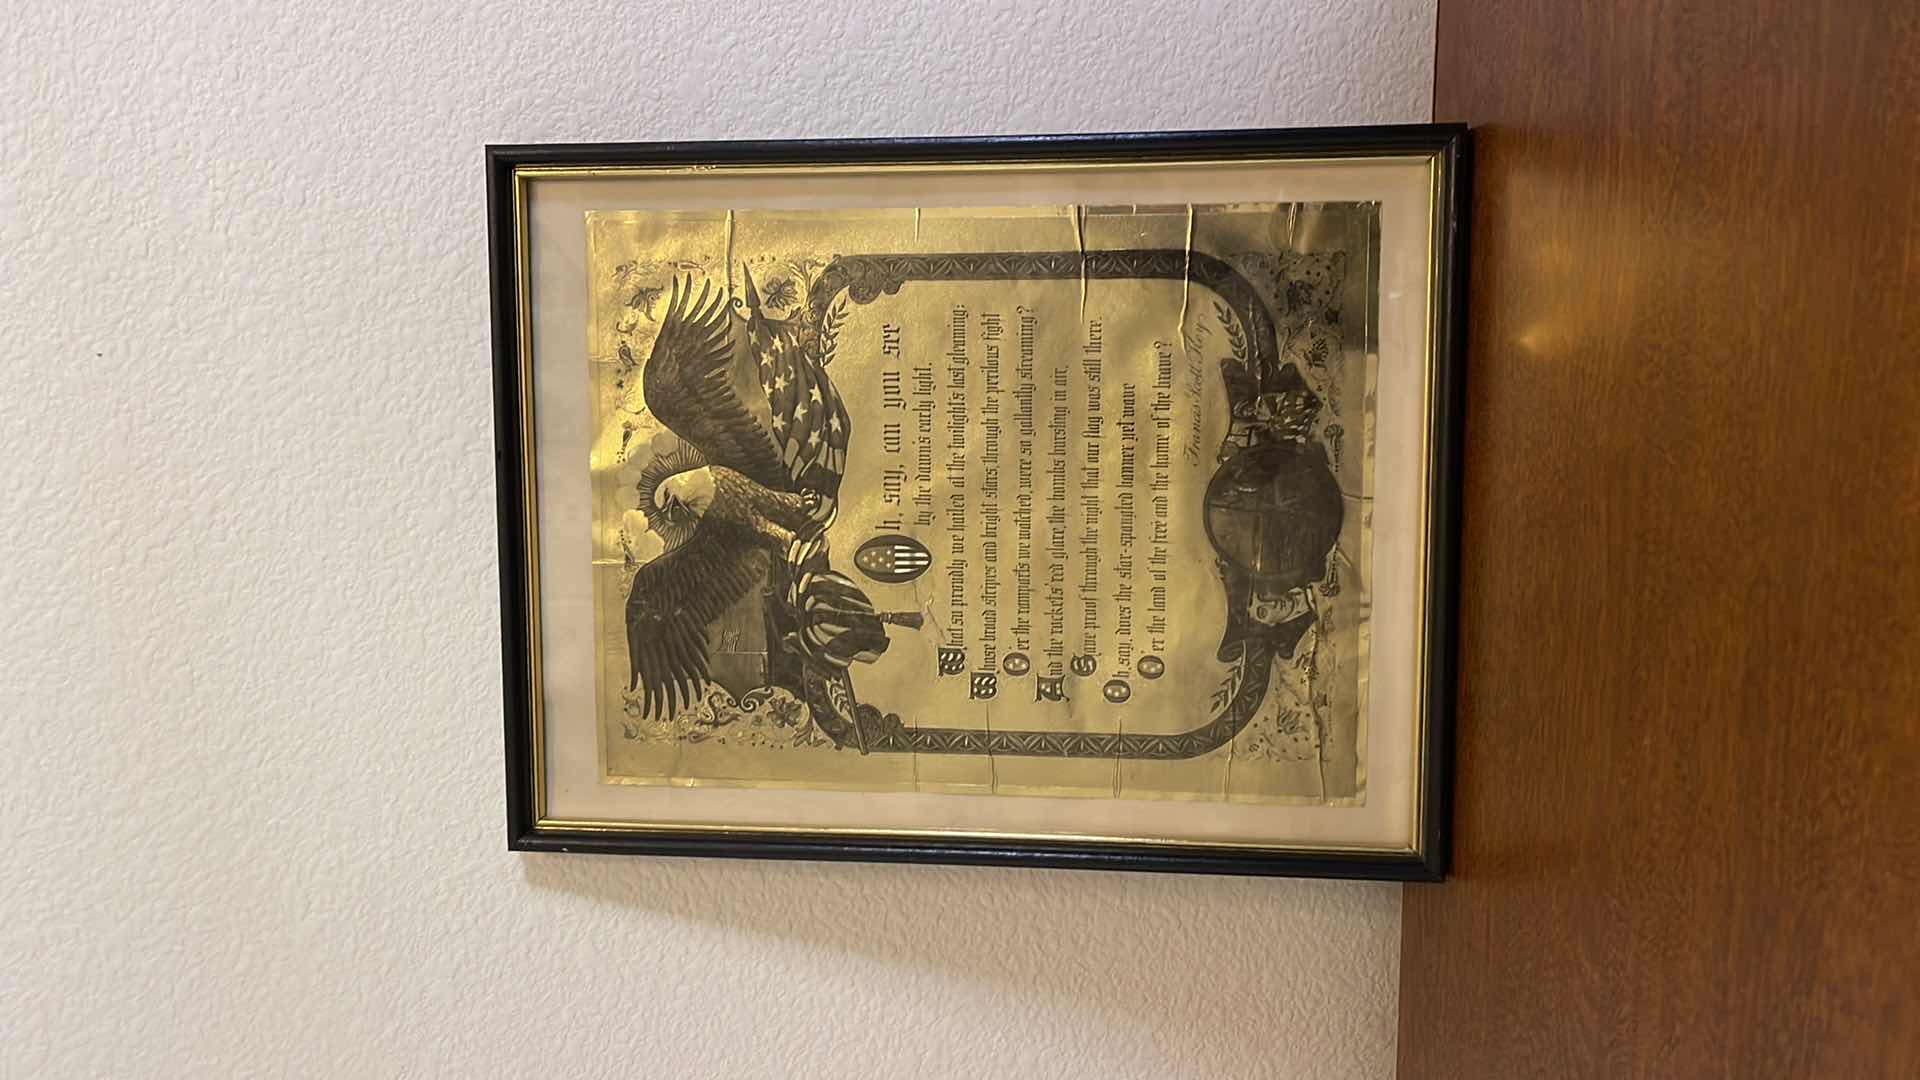 Oh, say, can you see
by the dawn's early light,
What so proudly we hailed at the twilight's last gleaming;
Whose broad stripes and bright stars, through the perilous fight
O'er the ramparts we watched, were so gallantly streaming?
And the rocket's red glare, the bombs bursting in air,
Gave proof through the night that our flag was still there.
Oh, say, does the star-spangled banner yet wave
O'er the land of the free and the home of the brave?
Francis Scott Key